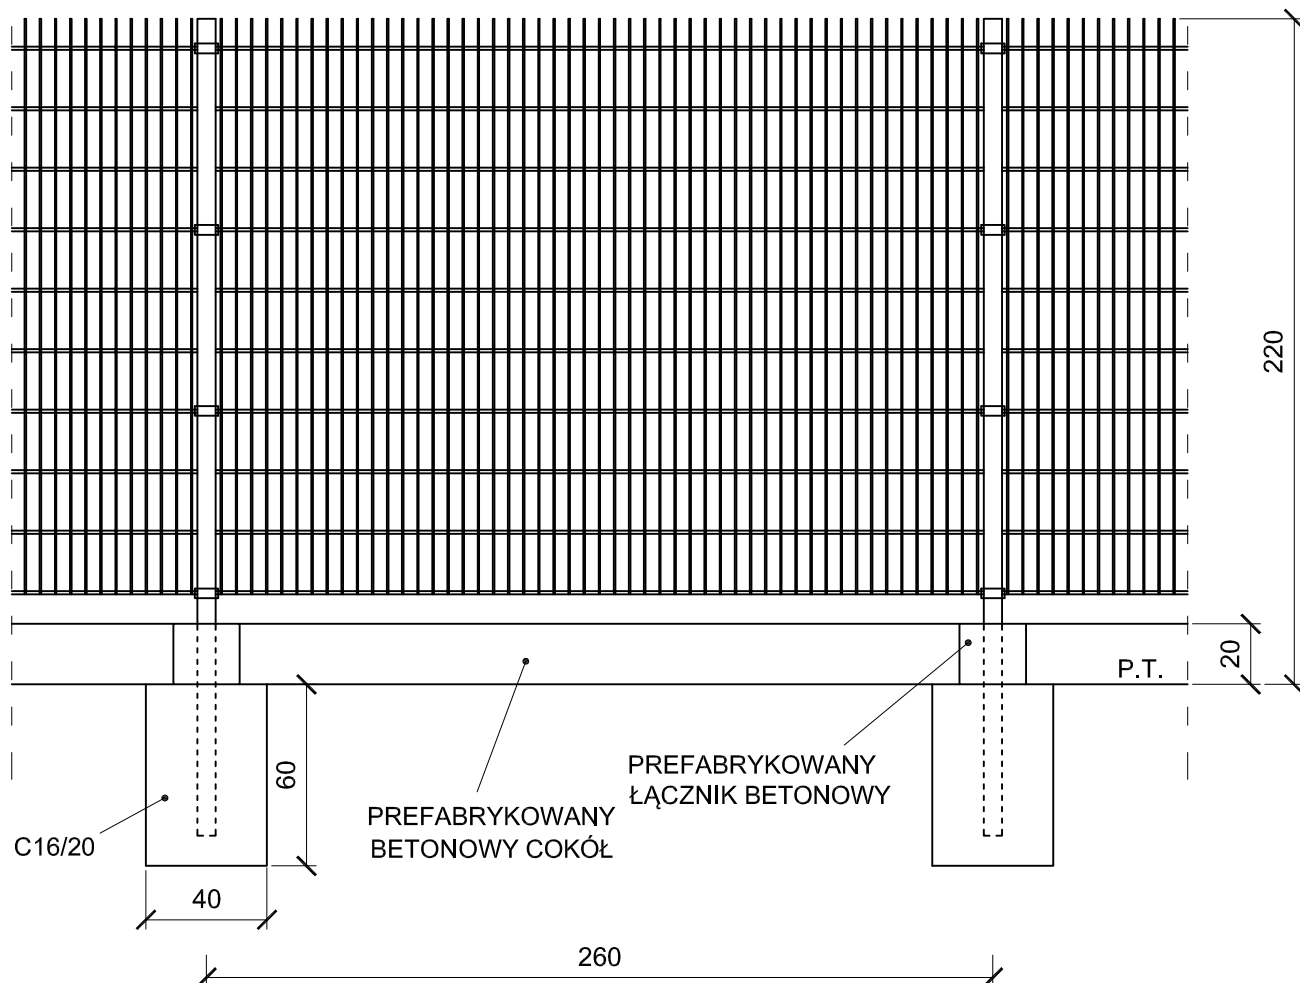 220
20
P.T.
60
PREFABRYKOWANY
ŁĄCZNIK BETONOWY
PREFABRYKOWANY
BETONOWY COKÓŁ
C16/20
40
260